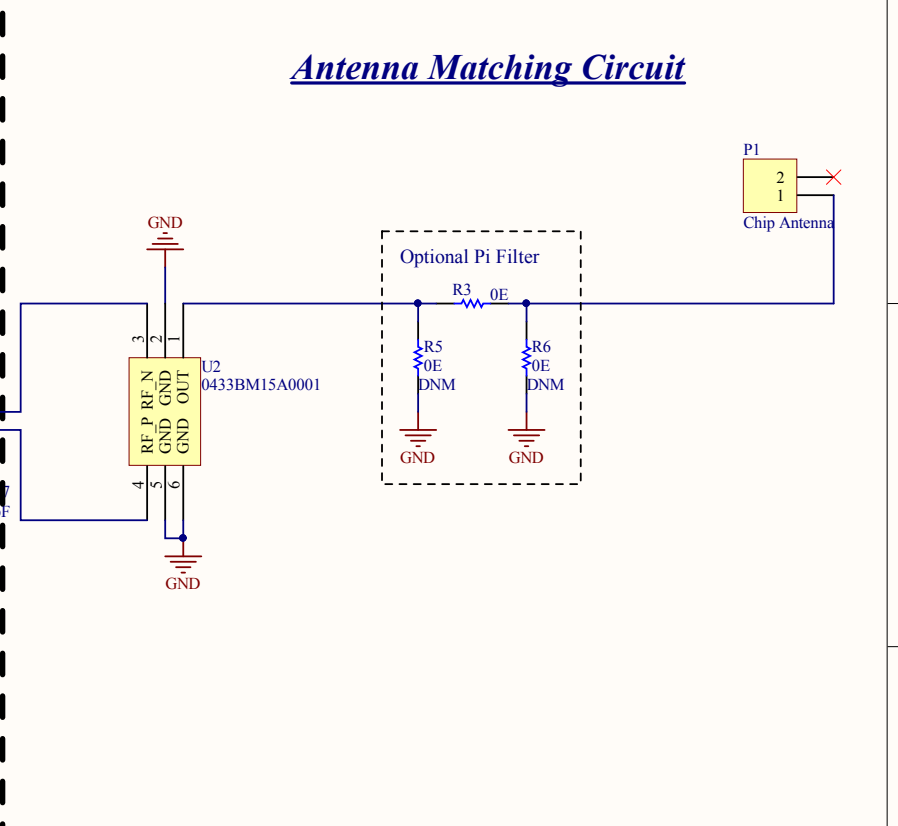 Antenna Matching Circuit
P1
2
1
Chip Antenna
GND
Optional Pi Filter
R3
0E
3
2
1
R5
0E
DNM
R6
0E
DNM
U2
0433BM15A0001
RF_N
GND
OUT
RF_P
GND
GND
GND
GND
4
5
6
GND
7
F